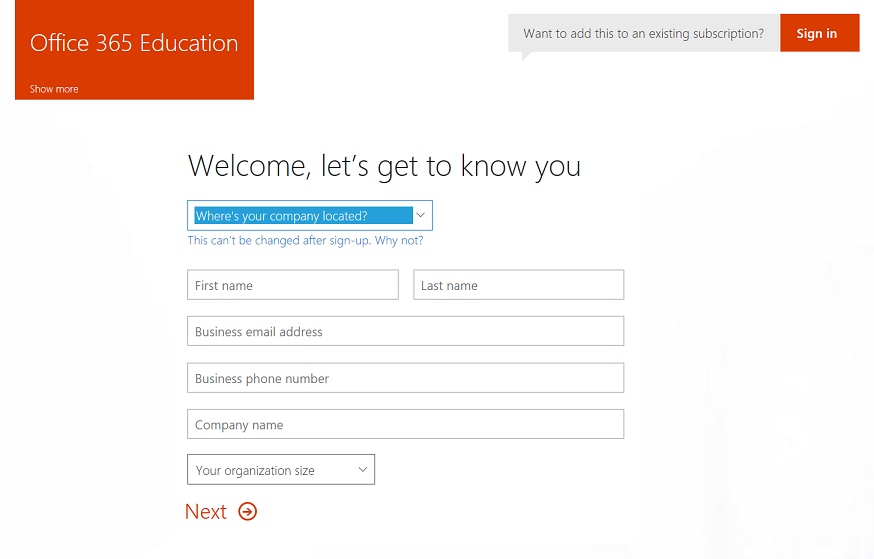 Office 365 Education
Show more
Want to add this to an existing subscription?
Sign in
Welcome, let’s get to know you
Where's your company located?
This can't be changed after sign-up. Why not?
First name
Last name
Business email address
Business phone number
Company name
Your organization size
Next